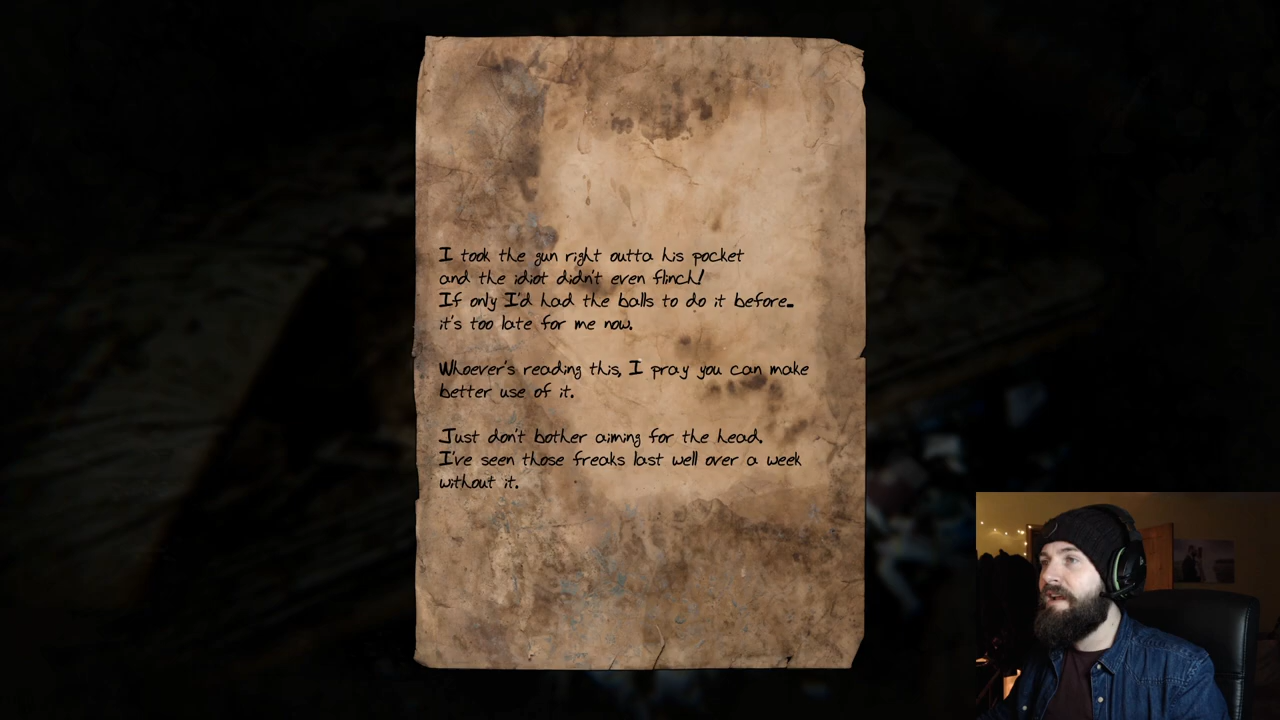 I took the gun right outta his pocket
and the idiot didn't even flinch!
If only I'd had the balls to do it before...
it's too late for me now.
Whoever's reading this, I pray you can make
better use of it.
Just don't bother aiming for the head.
I've seen those freaks last well over a week
without it.